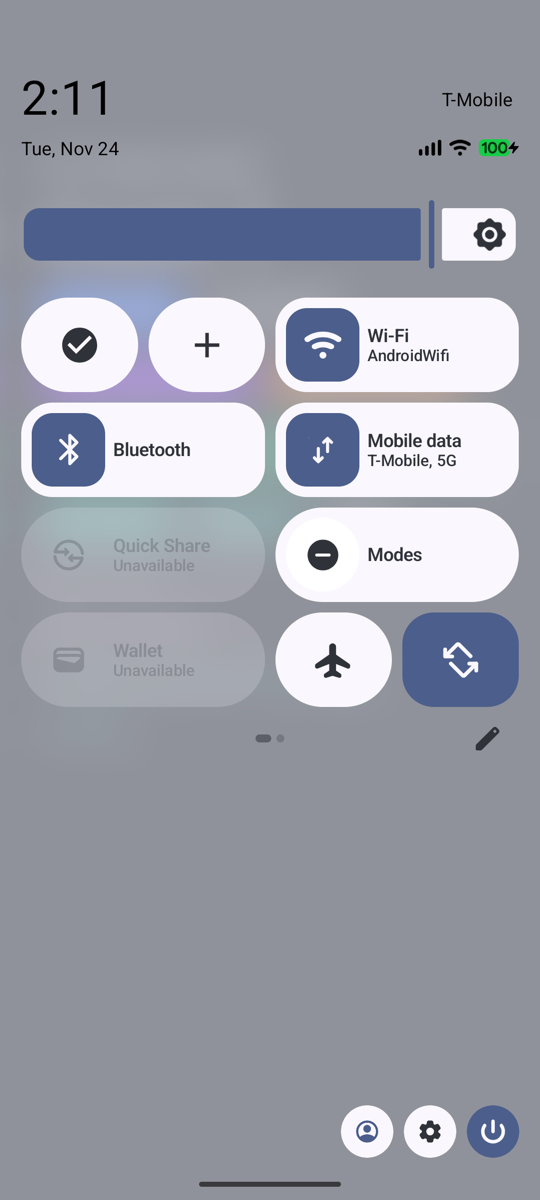 2:11
T-Mobile
Tue, Nov 24
100
Wi-Fi
AndroidWifi
Bluetooth
Mobile data
T-Mobile, 5G
Quick Share
Unavailable
Modes
Wallet
Unavailable